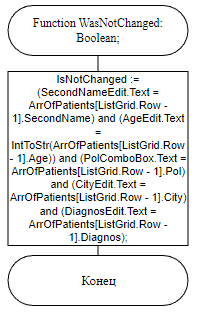 Function WasNotChanged:
Boolean;
IsNotChanged :=
(SecondNameEdit.Text =
ArrOfPatients[ListGrid.Row -
1].SecondName) and (AgeEdit.Text
=
IntToStr(ArrOfPatients[ListGrid.Row
- 1].Age)) and (PolComboBox.Text =
ArrOfPatients[ListGrid.Row - 1].Pol)
and (CityEdit.Text =
ArrOfPatients[ListGrid.Row - 1].City)
and (DiagnosEdit.Text =
ArrOfPatients[ListGrid.Row -
1].Diagnos);
Конец